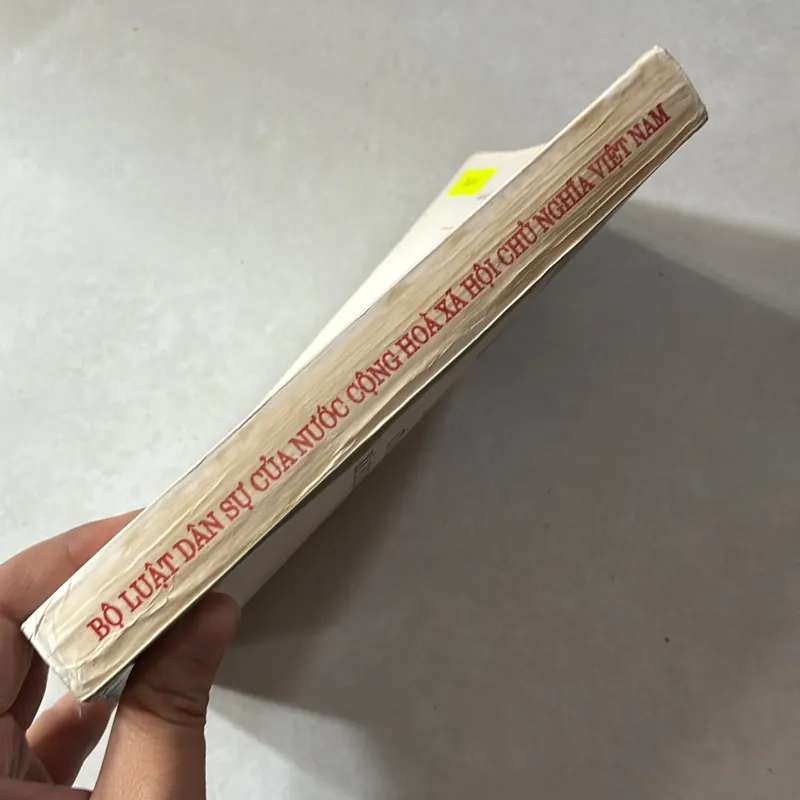 BỘ LUẬT DÂN SỰ CỦA NƯỚC CỘNG HOÀ XÃ HỘI CHỦ NGHĨA VIỆT NAM